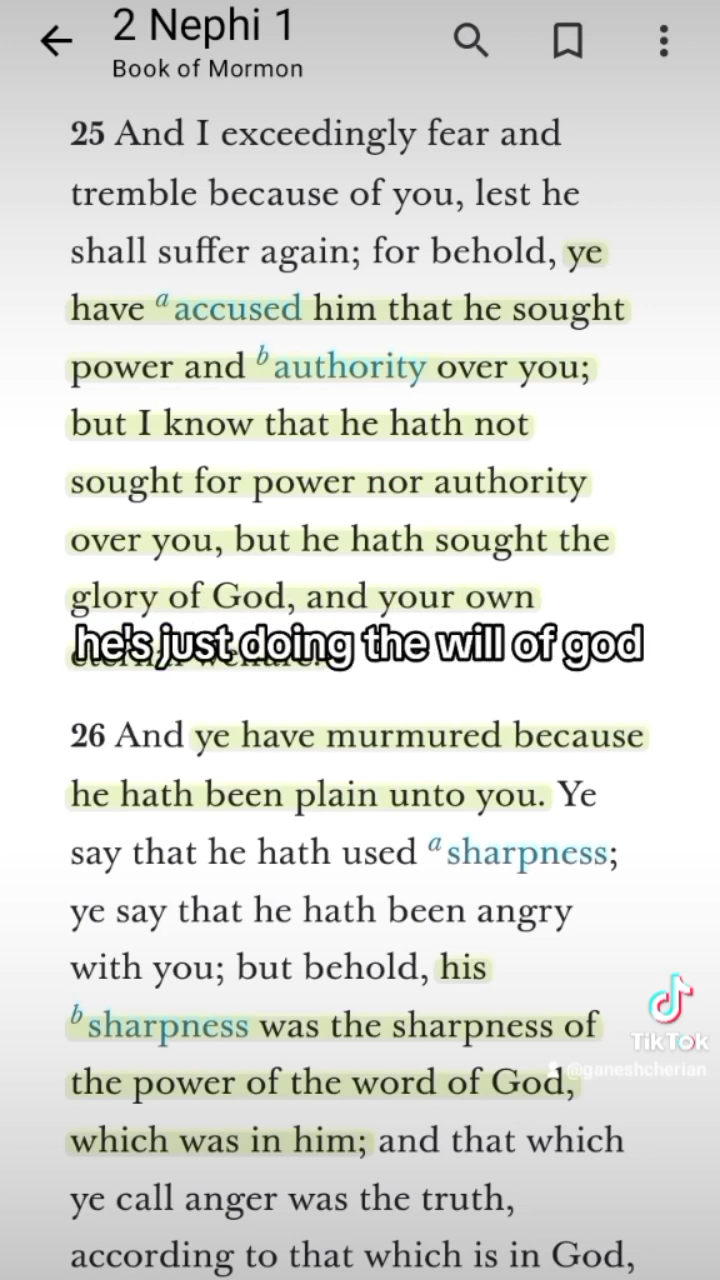 2 Nephi 1
Book of Mormon
25 And I exceedingly fear and
tremble because of you, lest he
shall suffer again; for behold, ye
have a accused him that he sought
power and b authority over you;
but I know that he hath not
sought for power nor authority
over you, but he hath sought the
glory of God, and your own
he's just doing the will of god
eternal welfare.
26 And ye have murmured because
he hath been plain unto you. Ye
say that he hath used a sharpness;
ye say that he hath been angry
with you; but behold, his
b sharpness was the sharpness of
the power of the word of God,
which was in him; and that which
ye call anger was the truth,
according to that which is in God,
TikTok
@ganeshcherian